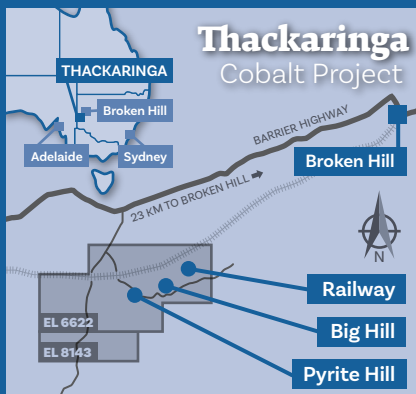 Thackaringa
Cobalt Project
THACKARINGA
Broken Hill
Adelaide
Sydney
BARRIER HIGHWAY
Broken Hill
23 KM TO BROKEN HILL
N
Railway
EL 6622
Big Hill
EL 8143
Pyrite Hill